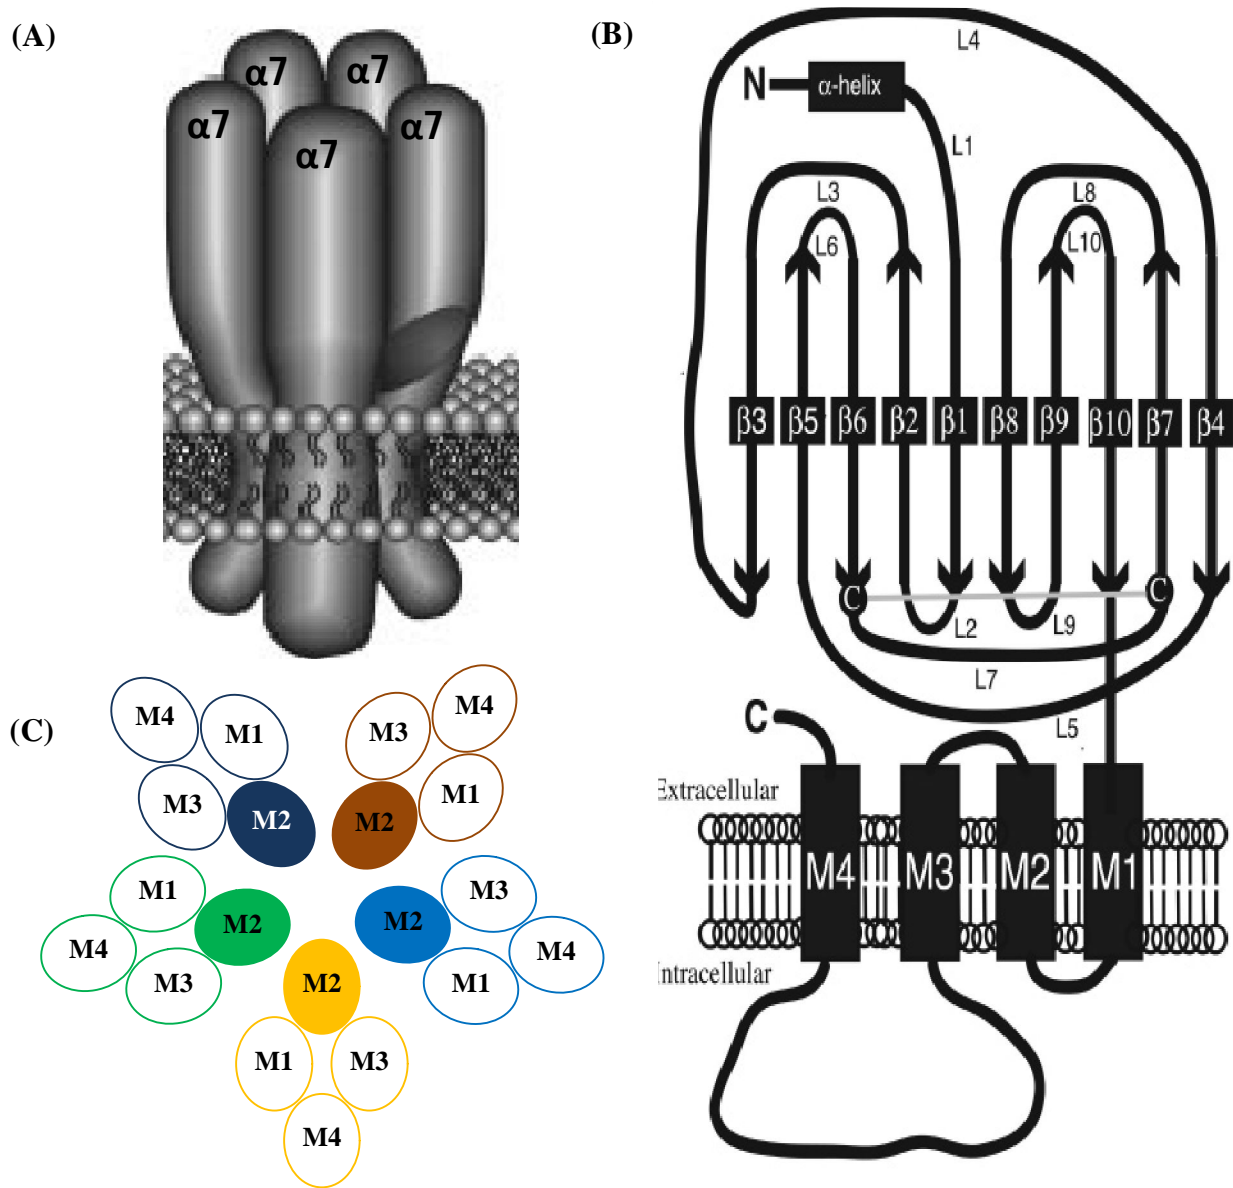 (A)
α7
α7
α7
α7
α7
(B)
L4
N
α-helix
L1
L3
L8
L6
L10
β3
β5
β6
β2
β1
β8
β9
β10
β7
β4
C
C
L2
L9
L7
L5
C
Extracellular
M4
M3
M2
M1
Intracellular
(C)
M4
M1
M3
M2
M3
M4
M1
M2
M1
M2
M4
M3
M3
M2
M4
M1
M2
M1
M3
M4